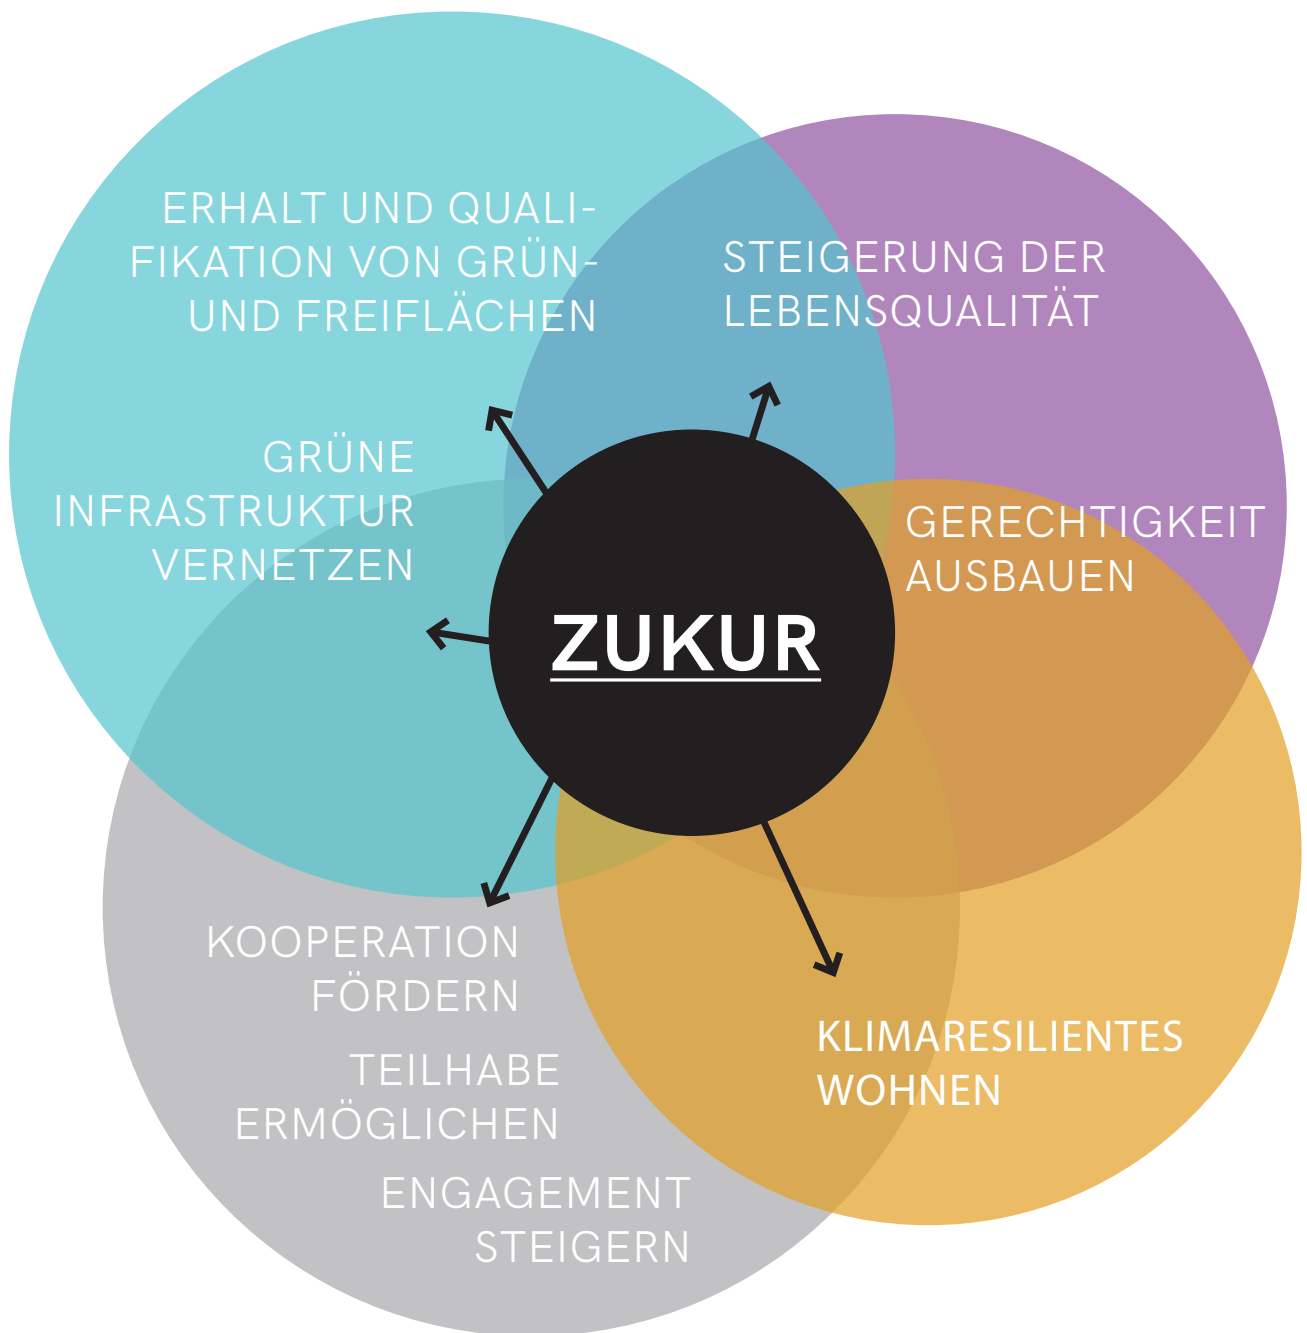 ERHALT UND QUALI-
FIKATION VON GRÜN-
UND FREIFLÄCHEN
STEIGERUNG DER
LEBENSQUALITÄT
GRÜNE
INFRASTRUKTUR
VERNETZEN
GERECHTIGKEIT
AUSBAUEN
ZUKUR
KOOPERATION
FÖRDERN
TEILHABE
ERMÖGLICHEN
ENGAGEMENT
STEIGERN
KLIMARESILIENTES
WOHNEN